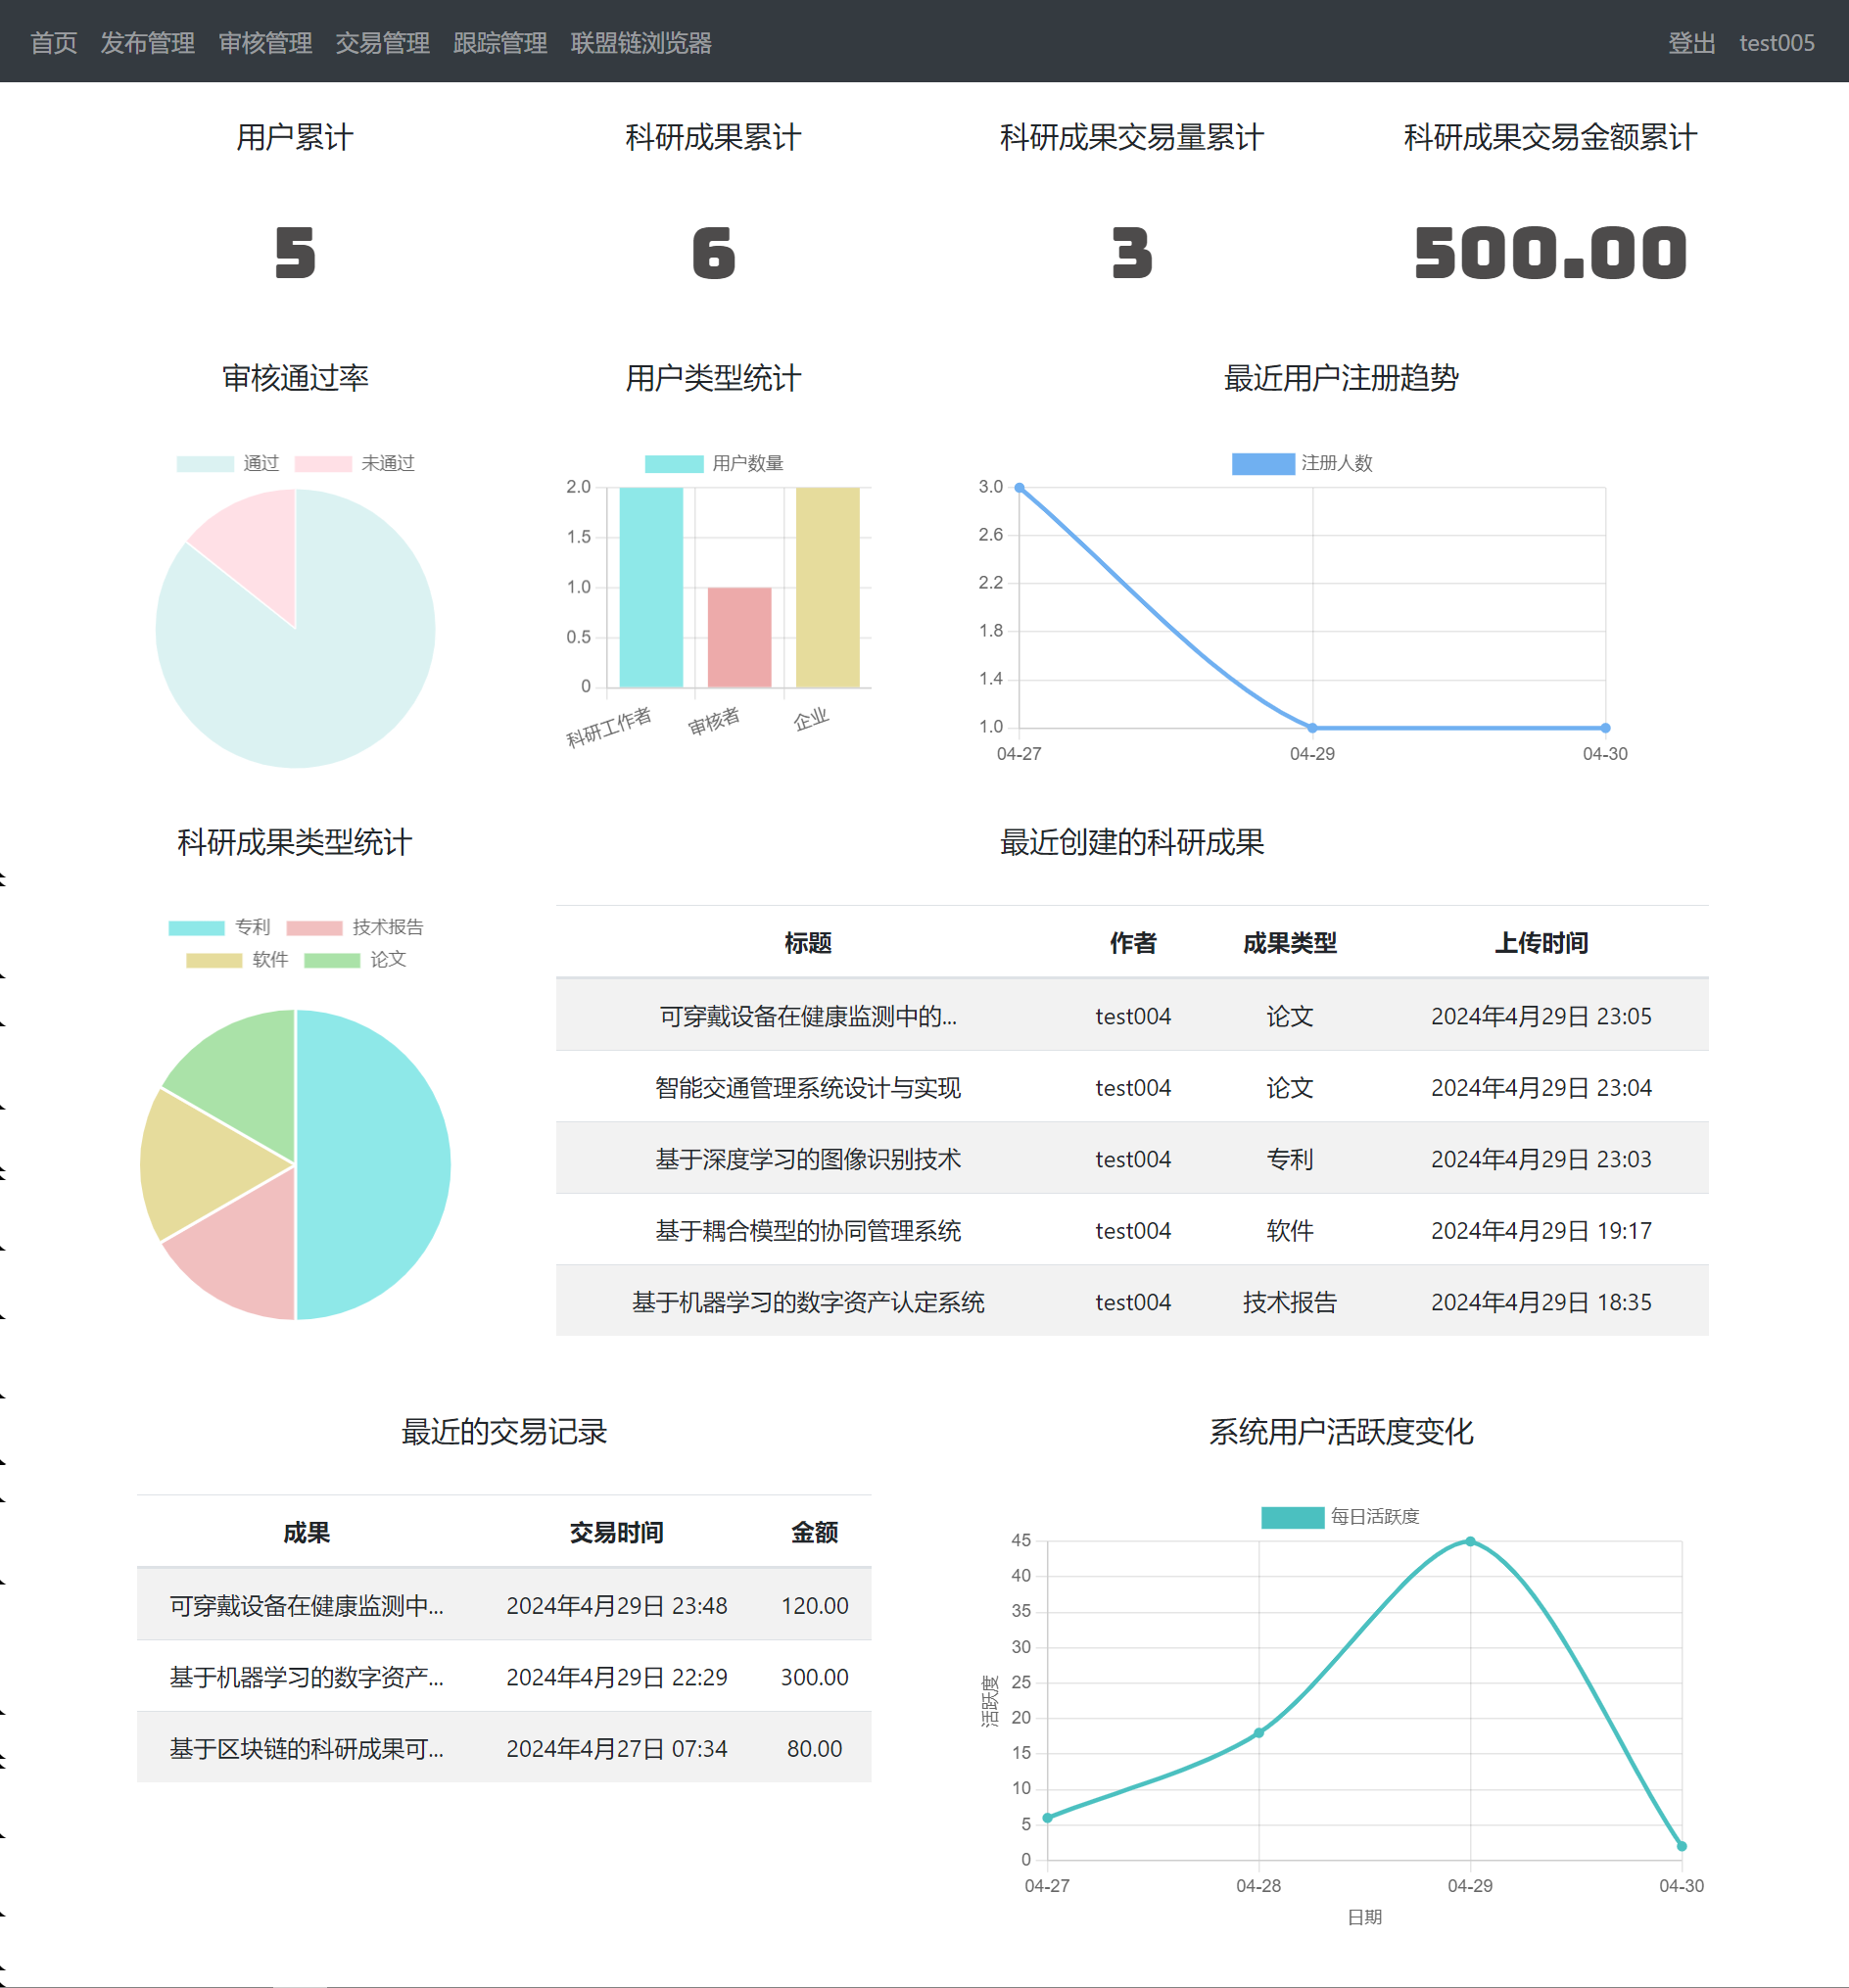 首页 发布管理 审核管理 交易管理 跟踪管理 联盟链浏览器 登出 test005
用户累计 科研成果累计 科研成果交易量累计 科研成果交易金额累计
5 6 3 500.00
审核通过率 用户类型统计 最近用户注册趋势
通过 未通过
用户数量
2.0
1.5
1.0
0.5
0
科研工作者 审核者 企业
注册人数
3.0
2.6
2.2
1.8
1.4
1.0
04-27 04-29 04-30
科研成果类型统计
专利 技术报告
软件 论文
最近创建的科研成果
标题 作者 成果类型 上传时间
可穿戴设备在健康监测中的... test004 论文 2024年4月29日 23:05
智能交通管理系统设计与实现 test004 论文 2024年4月29日 23:04
基于深度学习的图像识别技术 test004 专利 2024年4月29日 23:03
基于耦合模型的协同管理系统 test004 软件 2024年4月29日 19:17
基于机器学习的数字资产认定系统 test004 技术报告 2024年4月29日 18:35
最近的交易记录
成果 交易时间 金额
可穿戴设备在健康监测中... 2024年4月29日 23:48 120.00
基于机器学习的数字资产... 2024年4月29日 22:29 300.00
基于区块链的科研成果可... 2024年4月27日 07:34 80.00
系统用户活跃度变化
每日活跃度
45
40
35
30
25
20
15
10
5
0
活跃度
04-27 04-28 04-29 04-30
日期